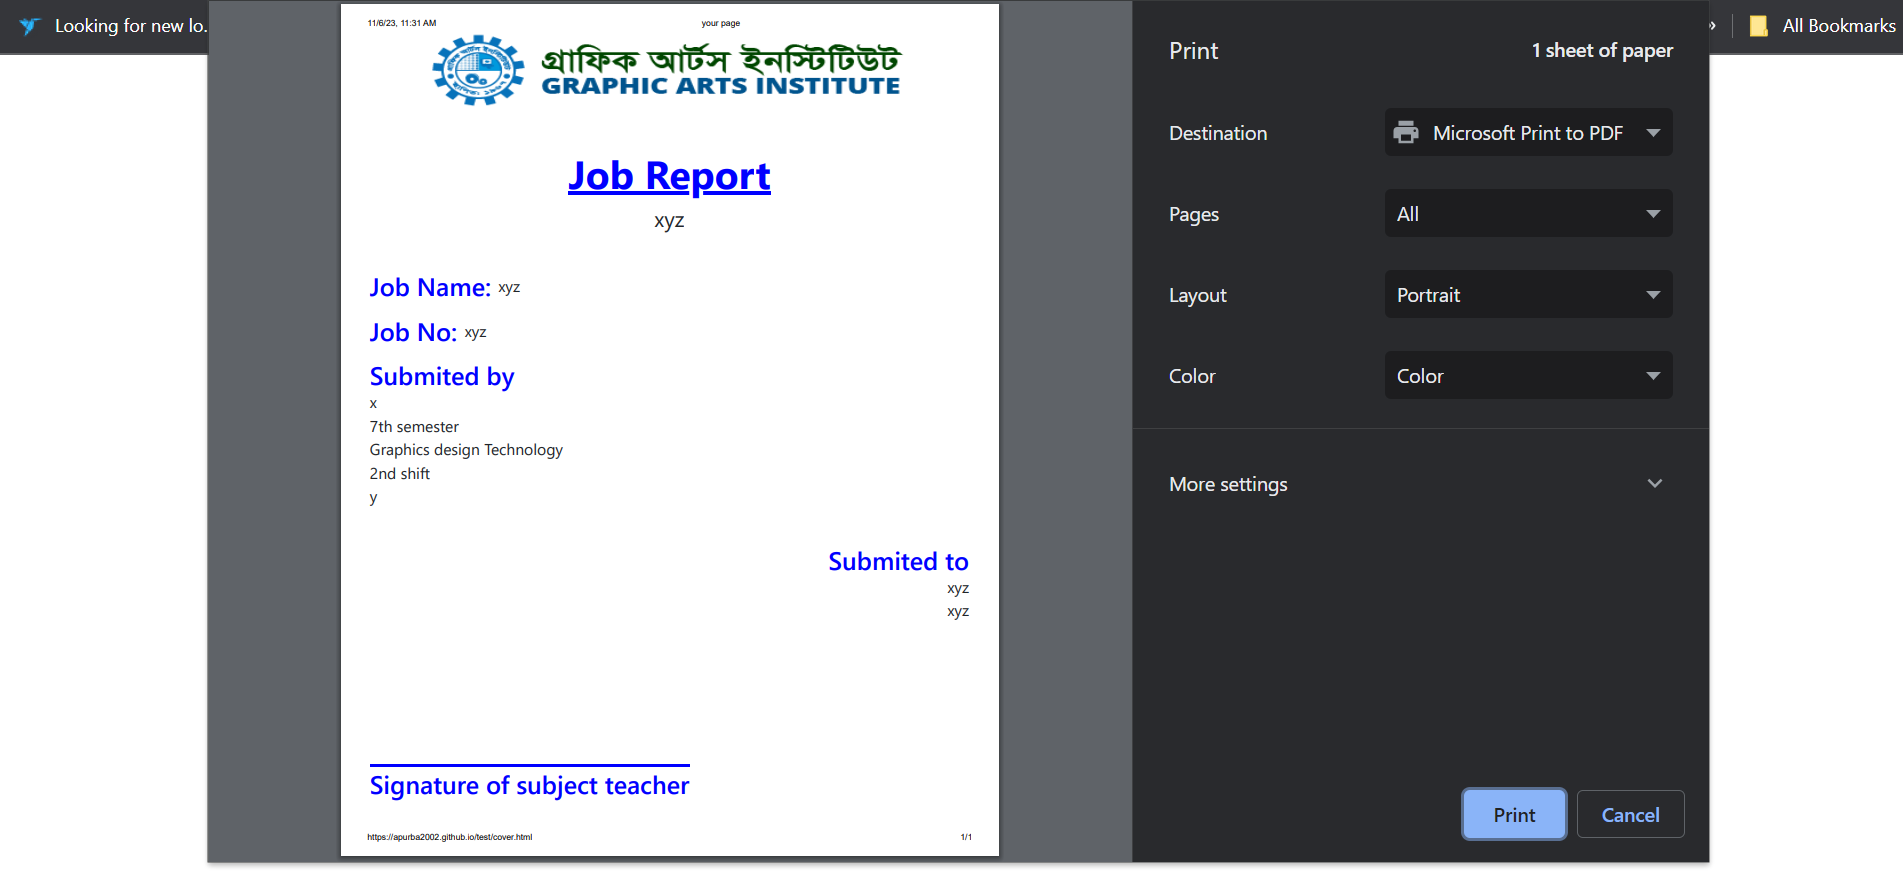 Looking for new lo.
»
All Bookmarks
11/6/23, 11:31 AM
your page
গ্রাফিক আর্টস ইনস্টিটিউট
GRAPHIC ARTS INSTITUTE
Job Report
xyz
Job Name: xyz
Job No: xyz
Submited by
x
7th semester
Graphics design Technology
2nd shift
y
Submited to
xyz
xyz
Signature of subject teacher
https://apurba2002.github.io/test/cover.html
1/1
Print
1 sheet of paper
Destination
Microsoft Print to PDF
Pages
All
Layout
Portrait
Color
Color
More settings
Print
Cancel